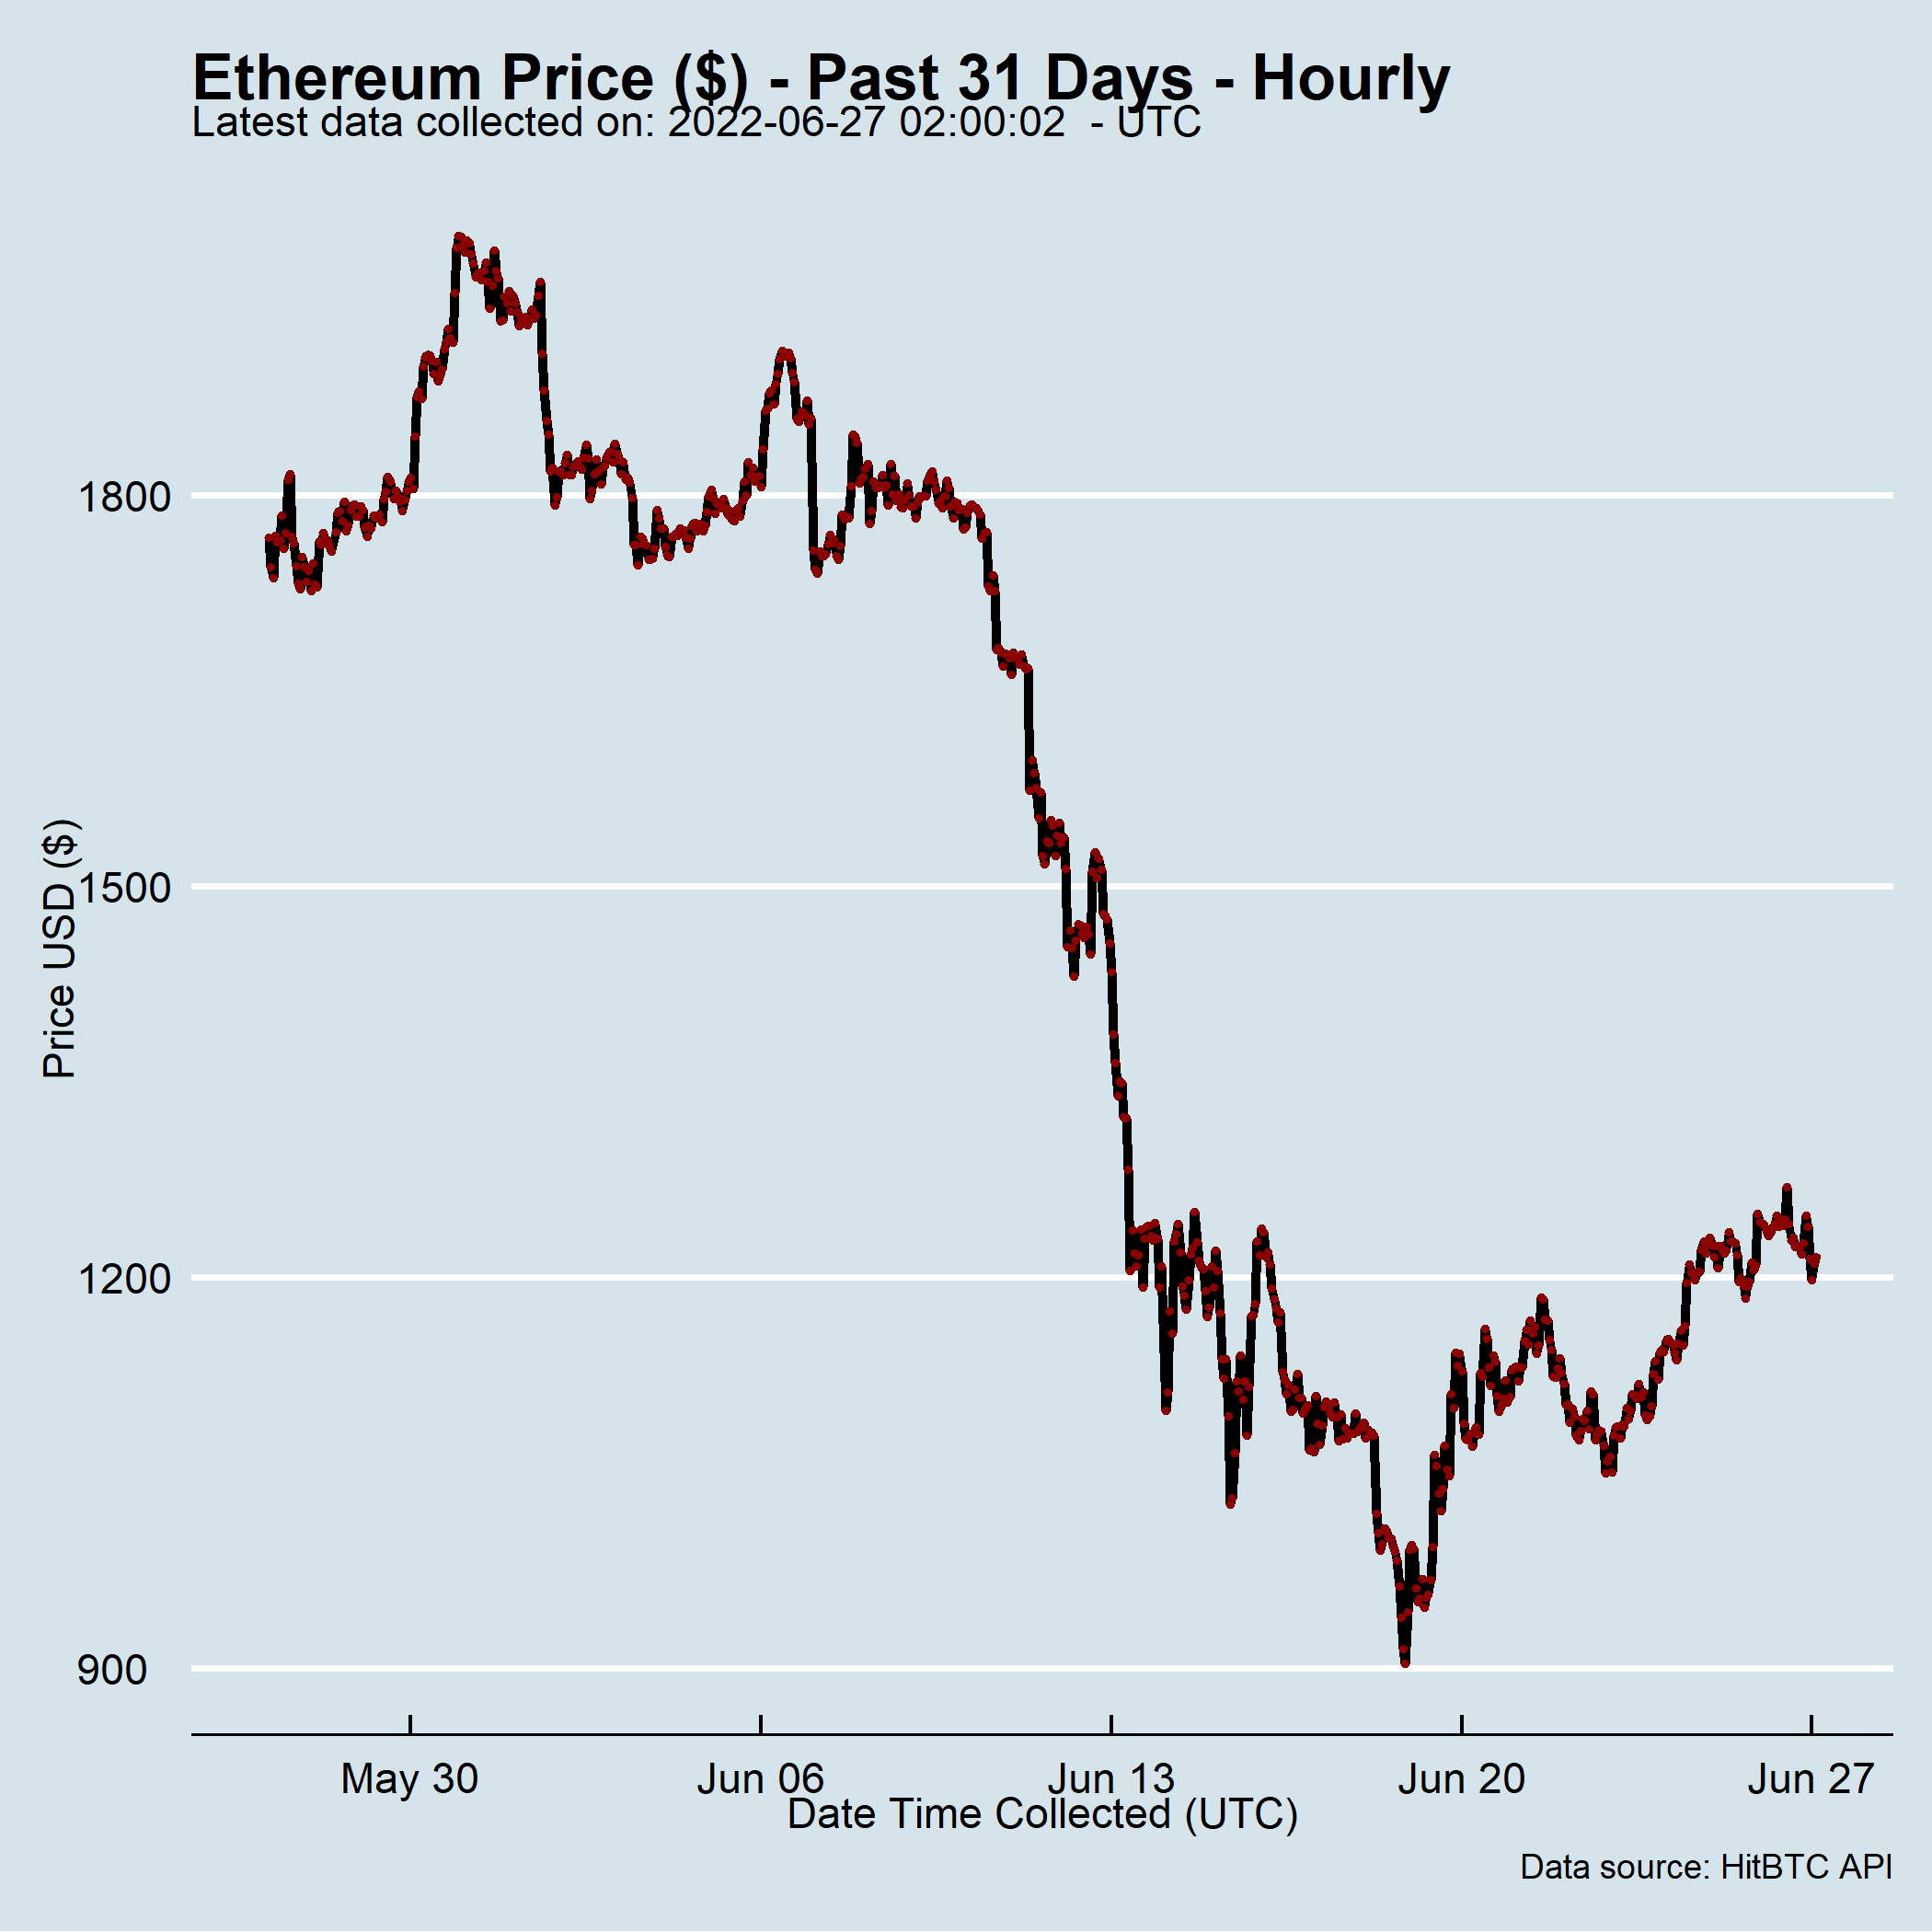 Ethereum Price ($) - Past 31 Days - Hourly
Latest data collected on: 2022-06-27 02:00:02  - UTC
1800
1500
1200
900
Price USD ($)
May 30
Jun 06
Jun 13
Jun 20
Jun 27
Date Time Collected (UTC)
Data source: HitBTC API